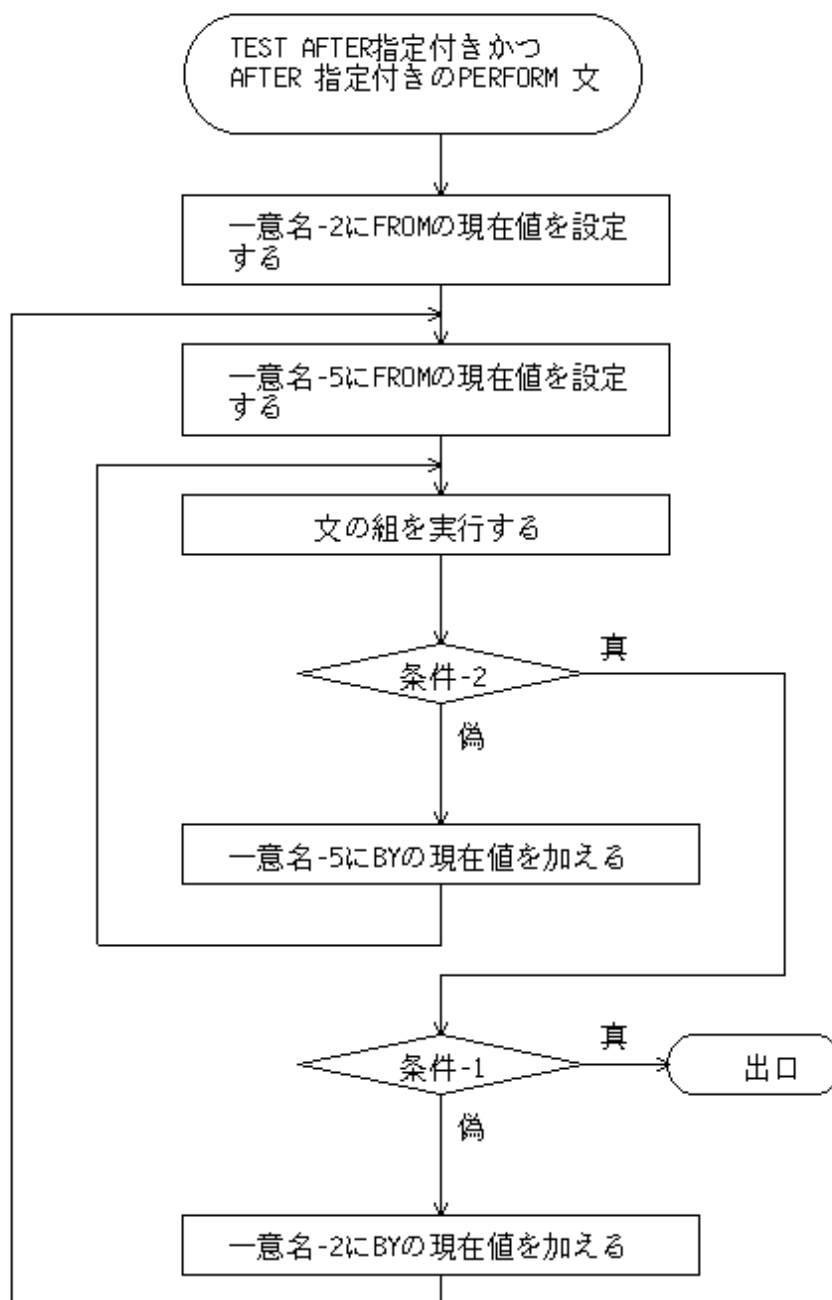 TEST AFTER指定付きかつ
AFTER 指定付きのPERFORM 文
一意名-2にFROMの現在値を設定
する
一意名-5にFROMの現在値を設定
する
文の組を実行する
真
条件-2
偽
一意名-5にBYの現在値を加える
真
条件-1
出口
偽
一意名-2にBYの現在値を加える